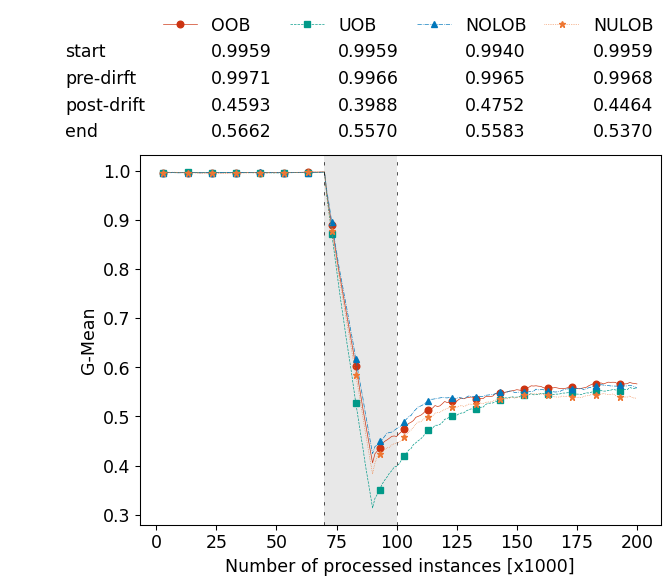 OOB UOB NOLOB NULOB
start 0.9959 0.9959 0.9940 0.9959
pre-dirft 0.9971 0.9966 0.9965 0.9968
post-drift 0.4593 0.3988 0.4752 0.4464
end 0.5662 0.5570 0.5583 0.5370
1.0
0.9
0.8
0.7
0.6
0.5
0.4
0.3
G-Mean
0 25 50 75 100 125 150 175 200
Number of processed instances [x1000]